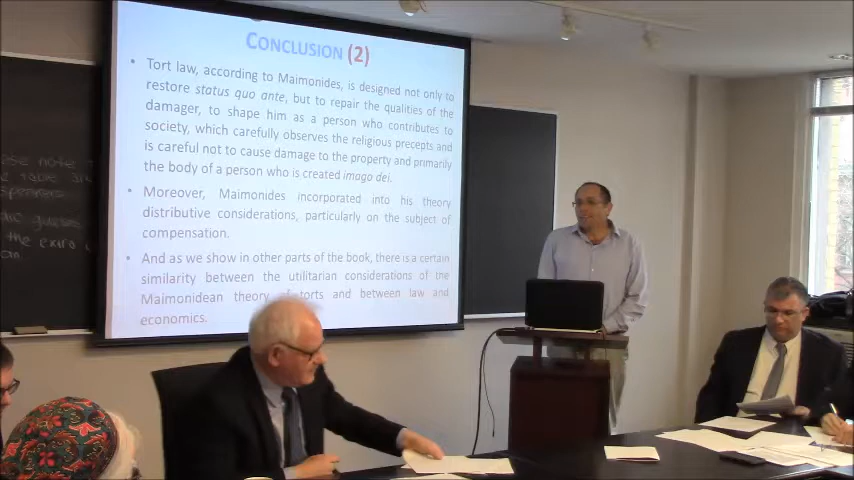 CONCLUSION (2)
• Tort law, according to Maimonides, is designed not only to
restore status quo ante, but to repair the qualities of the
damager, to shape him as a person who contributes to
society, which carefully observes the religious precepts and
is careful not to cause damage to the property and primarily
the body of a person who is created imago dei.
• Moreover, Maimonides incorporated into his theory
distributive considerations, particularly on the subject of
compensation.
• And as we show in other parts of the book, there is a certain
similarity between the utilitarian considerations of the
Maimonidean theory of torts and between law and
economics.
note
speakers
guests
the extra